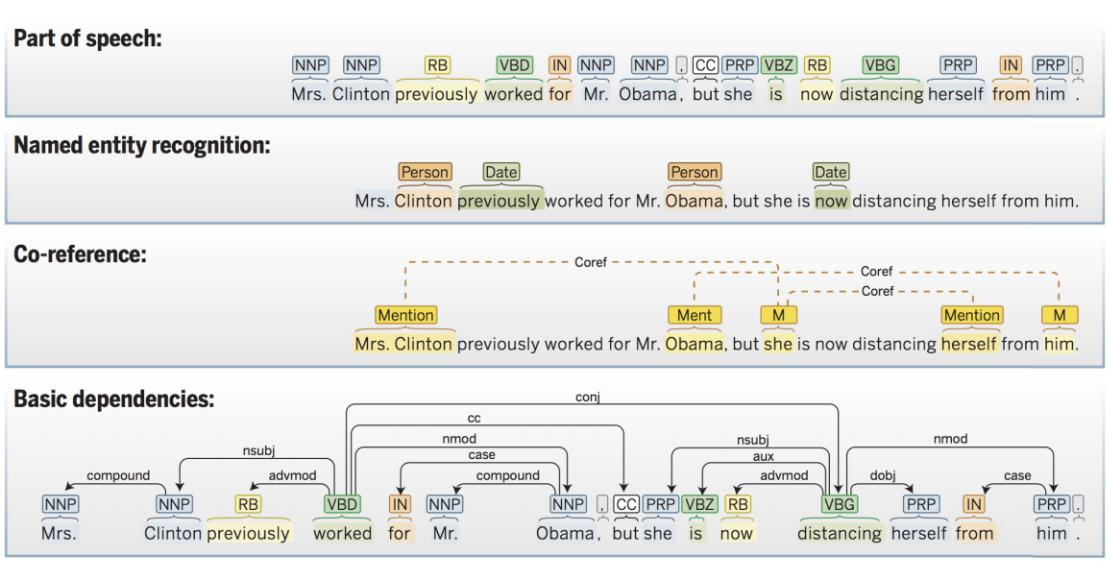 Part of speech:
NNP NNP RB VBD IN NNP NNP , CC PRP VBZ RB VBG PRP IN PRP .
Mrs. Clinton previously worked for Mr. Obama, but she is now distancing herself from him .
Named entity recognition:
Person Date Person Date
Mrs. Clinton previously worked for Mr. Obama, but she is now distancing herself from him.
Co-reference:
Coref
Coref
Coref
Mention Ment M Mention M
Mrs. Clinton previously worked for Mr. Obama, but she is now distancing herself from him.
Basic dependencies:
conj
cc
nmod nsubj nmod
nsubj case aux
compound advmod compound advmod dobj case
NNP NNP RB VBD IN NNP NNP , CC PRP VBZ RB VBG PRP IN PRP .
Mrs. Clinton previously worked for Mr. Obama, but she is now distancing herself from him .